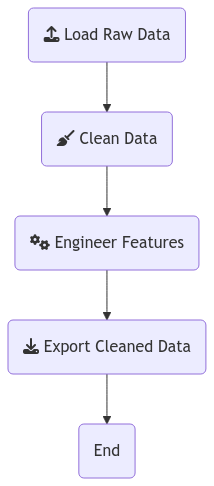 Load Raw Data
Clean Data
Engineer Features
Export Cleaned Data
End